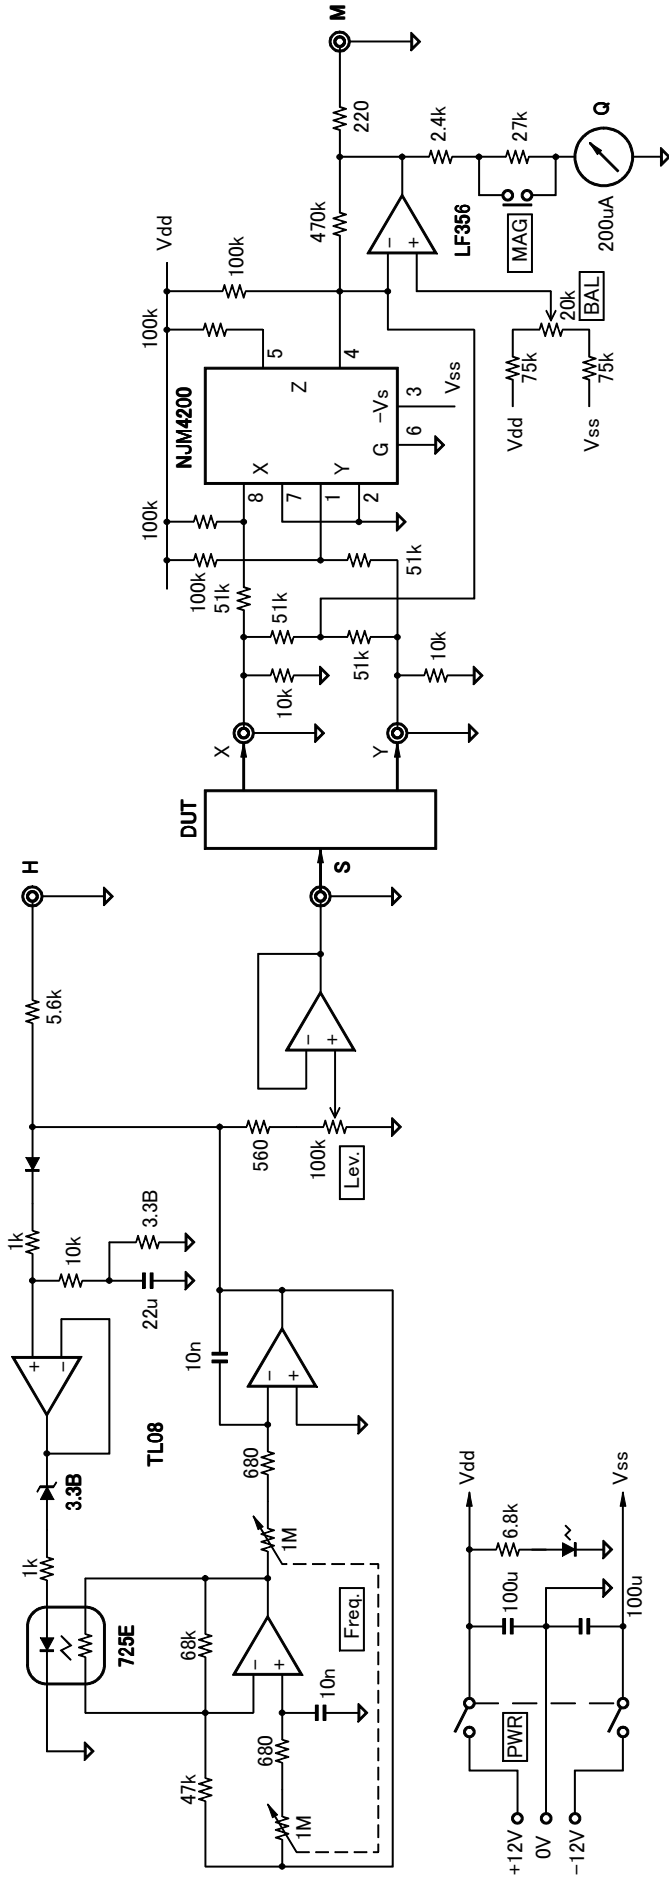 725E
1k
3.3B
TL08
+
−
1k
10k
22u
3.3B
5.6k
H
47k
68k
−
+
680
1M
10n
Freq.
1M
680
10n
−
+
560
100k
Lev.
−
+
S
DUT
X
Y
10k
51k
51k
10k
51k
100k
100k
51k
NJM4200
8
7
1
2
X
Y
Z
G
-Vs
6
3
Vss
5
4
100k
100k
Vdd
470k
220
M
−
+
LF356
2.4k
27k
MAG
200uA
Q
20k
BAL
75k
75k
Vdd
Vss
+12V
0V
-12V
PWR
100u
100u
6.8k
Vdd
Vss